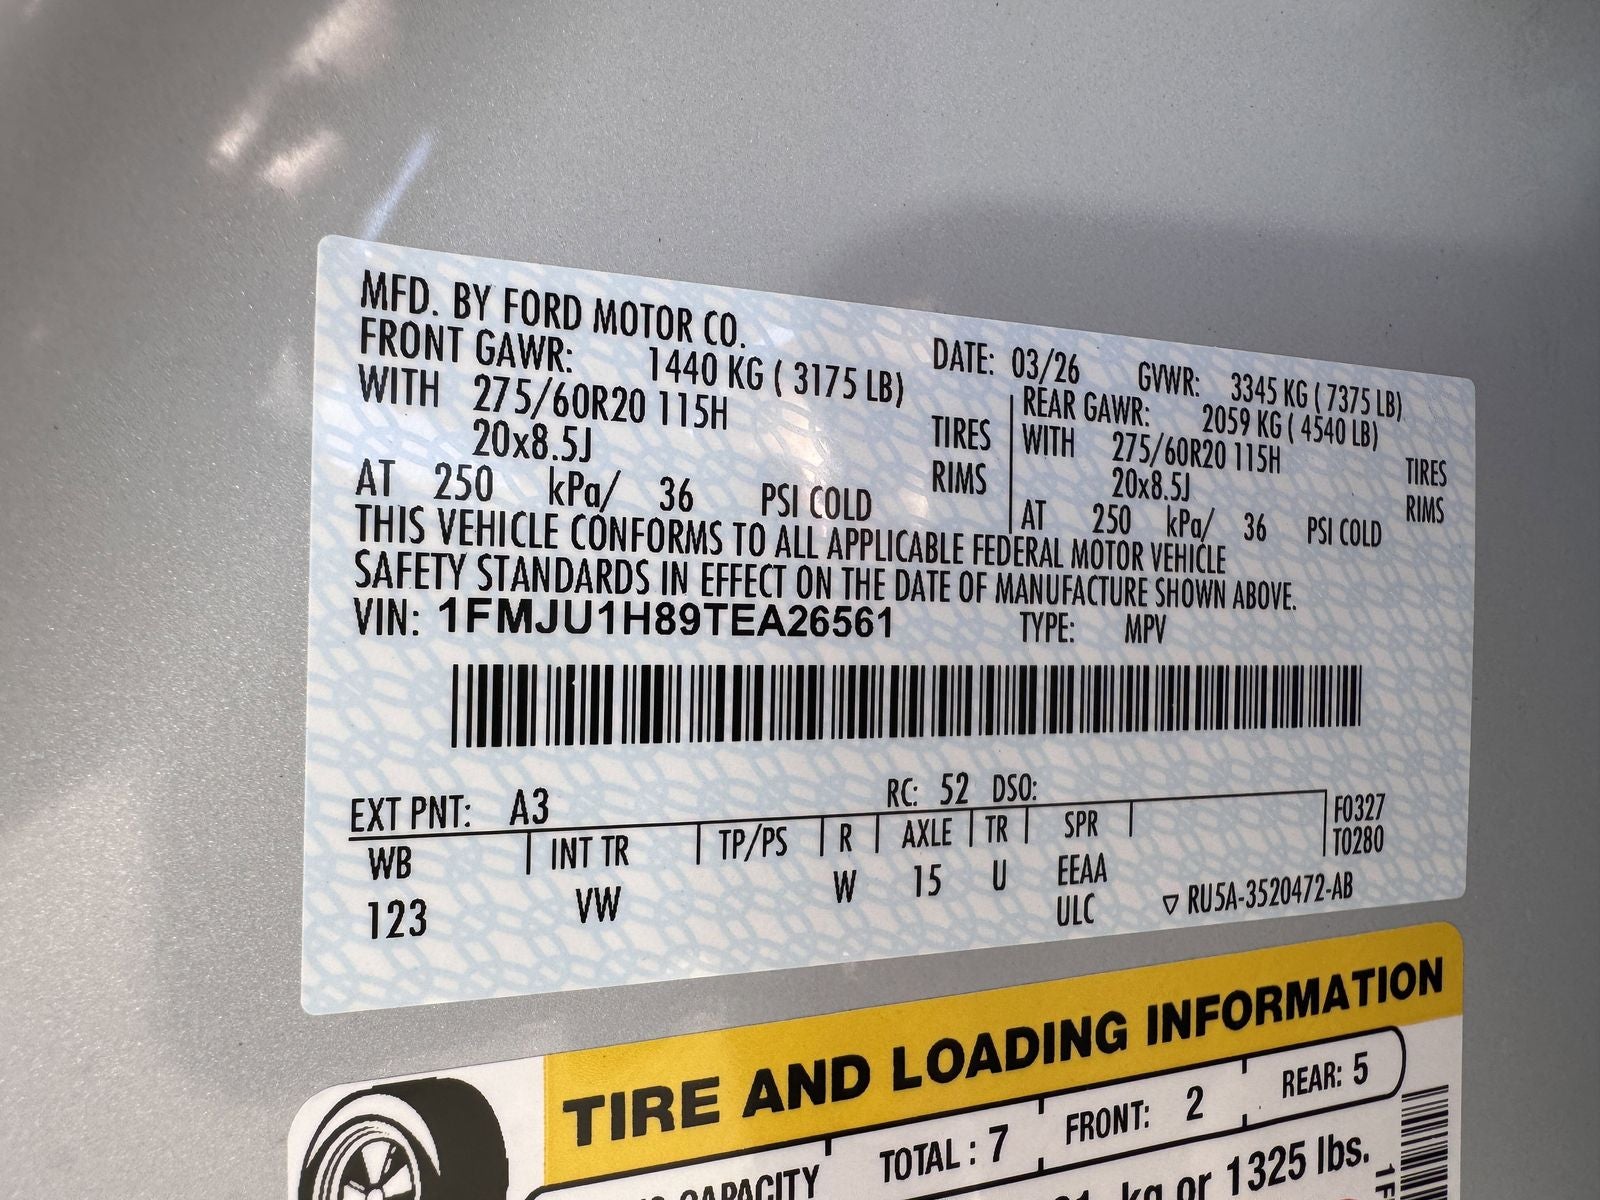 MFD. BY FORD MOTOR CO.
DATE: 03/26 GVWR: 3345 KG ( 7375 LB)
FRONT GAWR: 1440 KG ( 3175 LB) REAR GAWR: 2059 KG ( 4540 LB)
WITH 275/60R20 115H TIRES WITH 275/60R20 115H TIRES
20x8.5J RIMS 20x8.5J RIMS
AT 250 kPa/ 36 PSI COLD AT 250 kPa/ 36 PSI COLD
THIS VEHICLE CONFORMS TO ALL APPLICABLE FEDERAL MOTOR VEHICLE
SAFETY STANDARDS IN EFFECT ON THE DATE OF MANUFACTURE SHOWN ABOVE.
VIN: 1FMJU1H89TEA26561 TYPE: MPV
EXT PNT: A3 RC: 52 DSO:
WB INT TR TP/PS R AXLE TR SPR F0327
T0280
123 VW W 15 U EEAA
ULC ▽ RU5A-3520472-AB
TIRE AND LOADING INFORMATION
CAPACITY TOTAL : 7 FRONT: 2 REAR: 5
kg or 1325 lbs.
1F